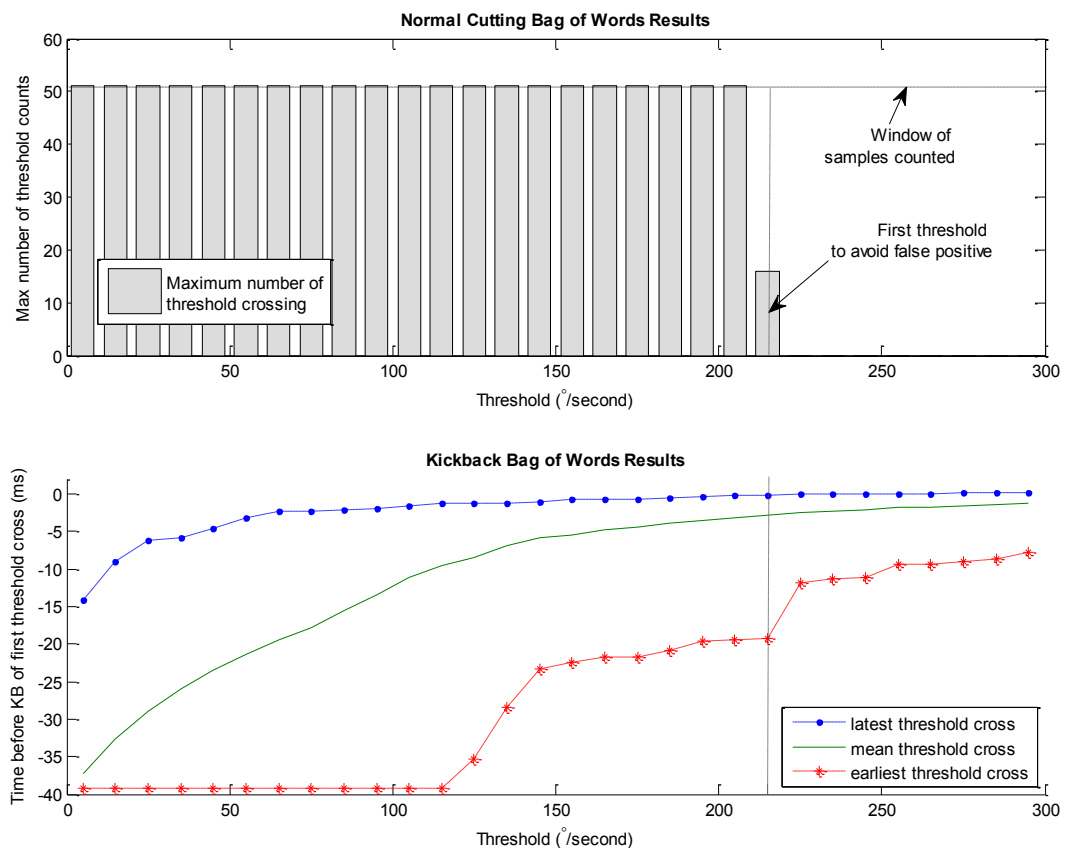 Normal Cutting Bag of Words Results
60
50
40
30
20
10
0
Max number of threshold counts
Window of
samples counted
First threshold
to avoid false positive
Maximum number of
threshold crossing
0 50 100 150 200 250 300
Threshold (°/second)
Kickback Bag of Words Results
0
-5
-10
-15
-20
-25
-30
-35
-40
Time before KB of first threshold cross (ms)
latest threshold cross
mean threshold cross
earliest threshold cross
0 50 100 150 200 250 300
Threshold (°/second)